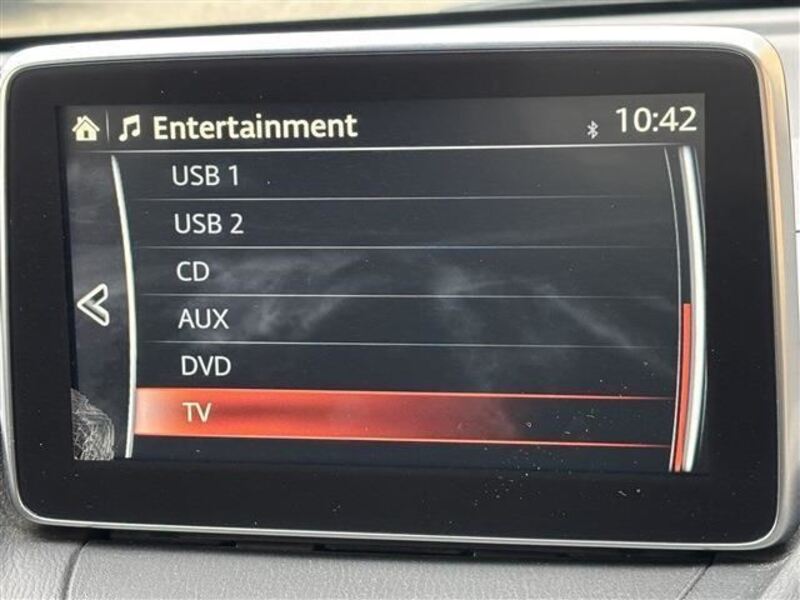 Entertainment 10:42
USB 1
USB 2
CD
AUX
DVD
TV